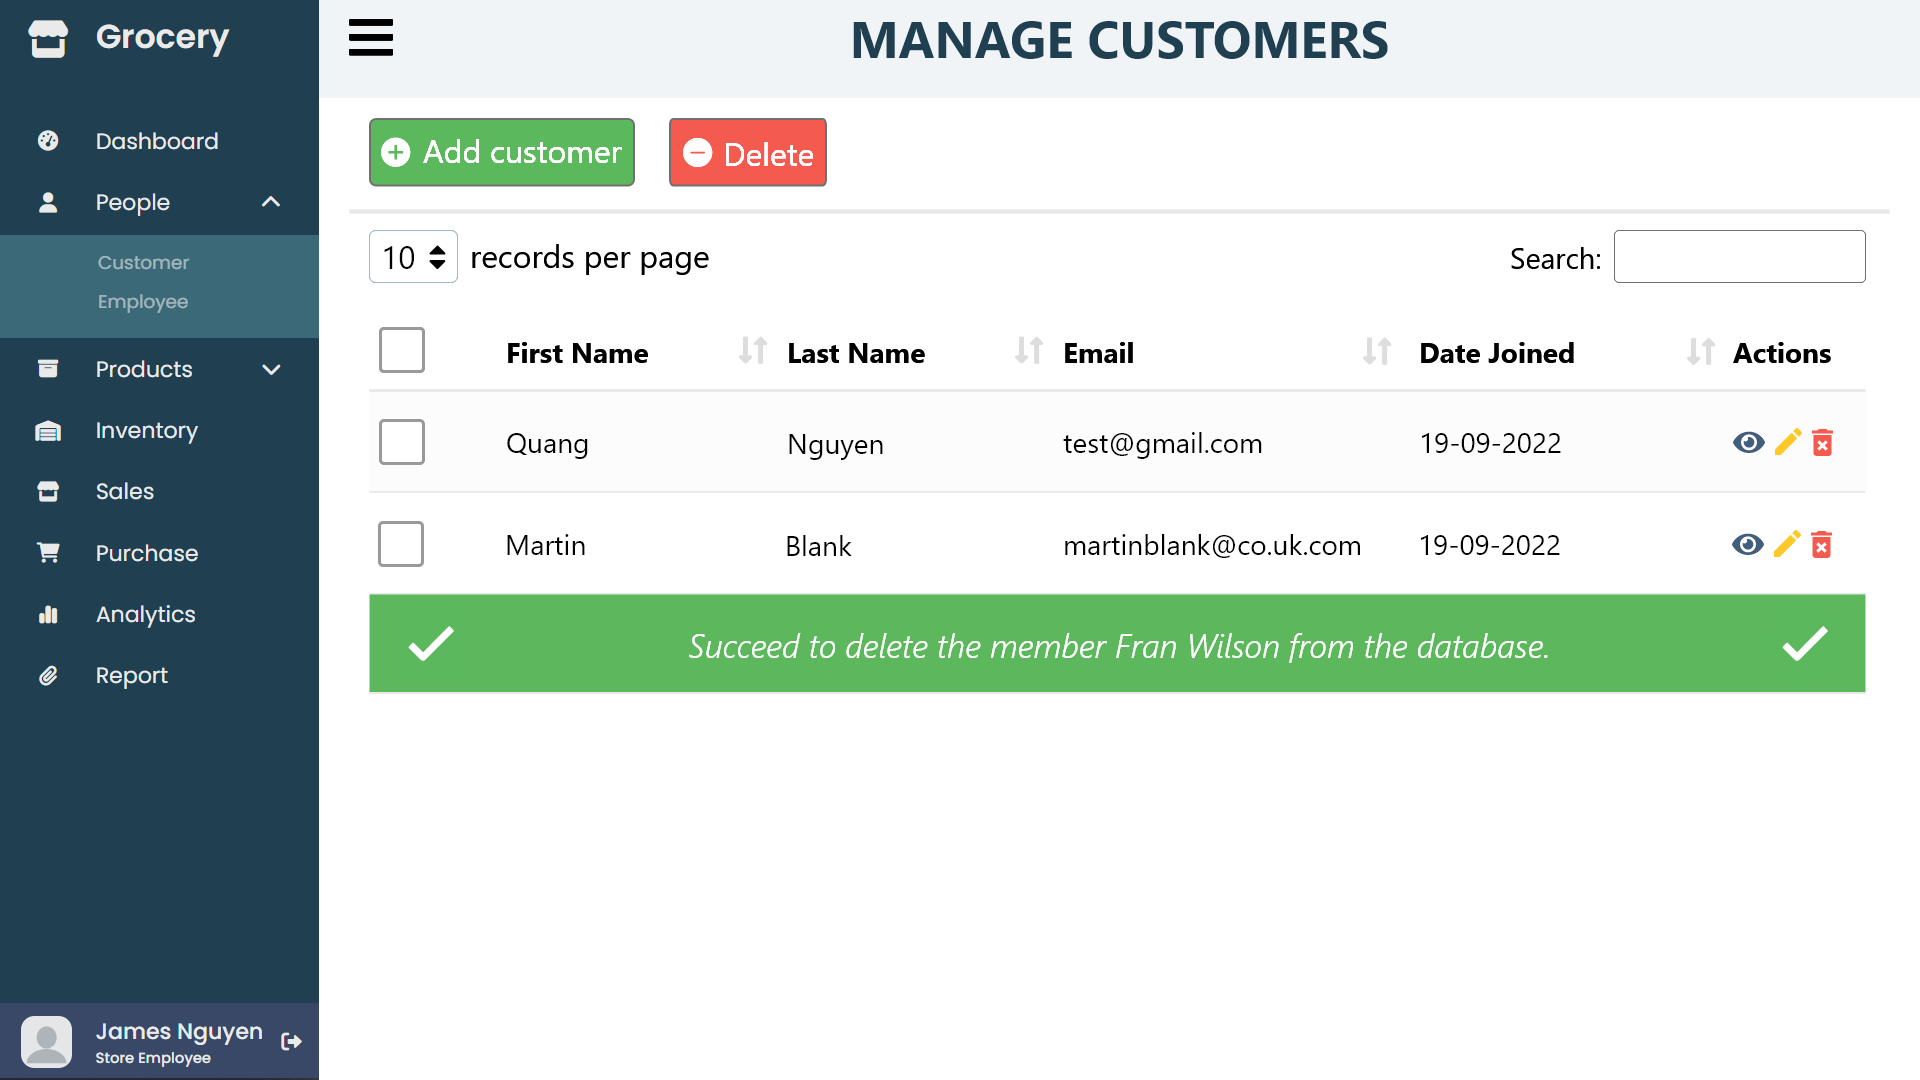 Grocery
Dashboard
People
Customer
Employee
Products
Inventory
Sales
Purchase
Analytics
Report
James Nguyen
Store Employee
MANAGE CUSTOMERS
Add customer Delete
10 records per page Search:
First Name Last Name Email Date Joined Actions
Quang Nguyen test@gmail.com 19-09-2022
Martin Blank martinblank@co.uk.com 19-09-2022
Succeed to delete the member Fran Wilson from the database.